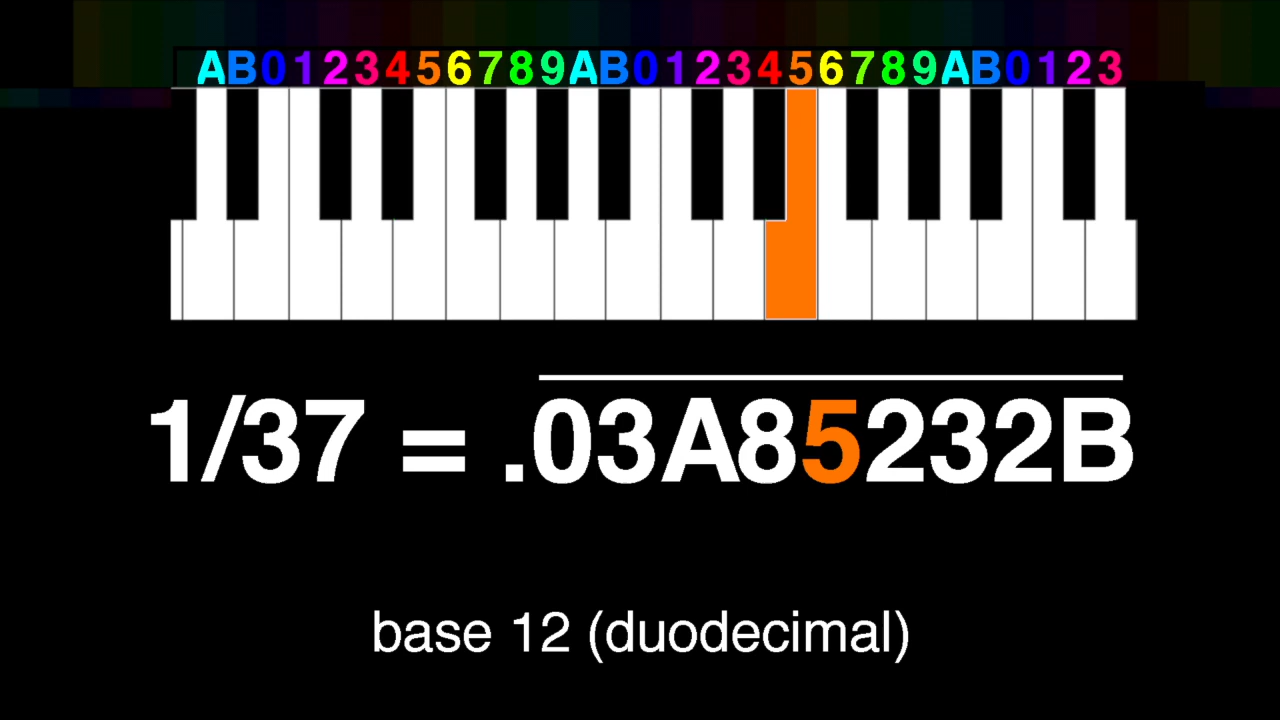 AB0123456789AB0123456789AB0123
1/37 = .03A85232B
base 12 (duodecimal)